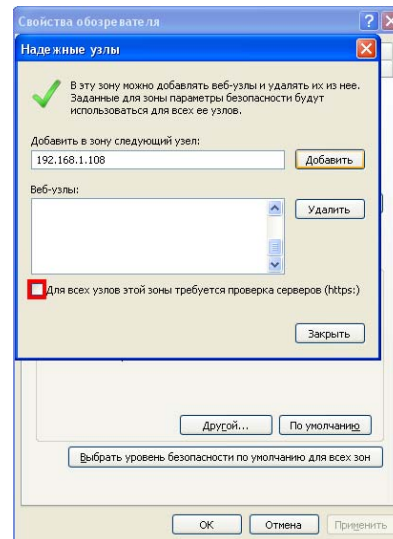 Свойства обозревателя
Надежные узлы
В эту зону можно добавлять веб-узлы и удалять их из нее.
Заданные для зоны параметры безопасности будут
использоваться для всех ее узлов.
Добавить в зону следующий узел:
192.168.1.108
Добавить
Веб-узлы:
Удалить
Для всех узлов этой зоны требуется проверка серверов (https:)
Закрыть
Другой...
По умолчанию
Выбрать уровень безопасности по умолчанию для всех зон
ОК
Отмена
Применить